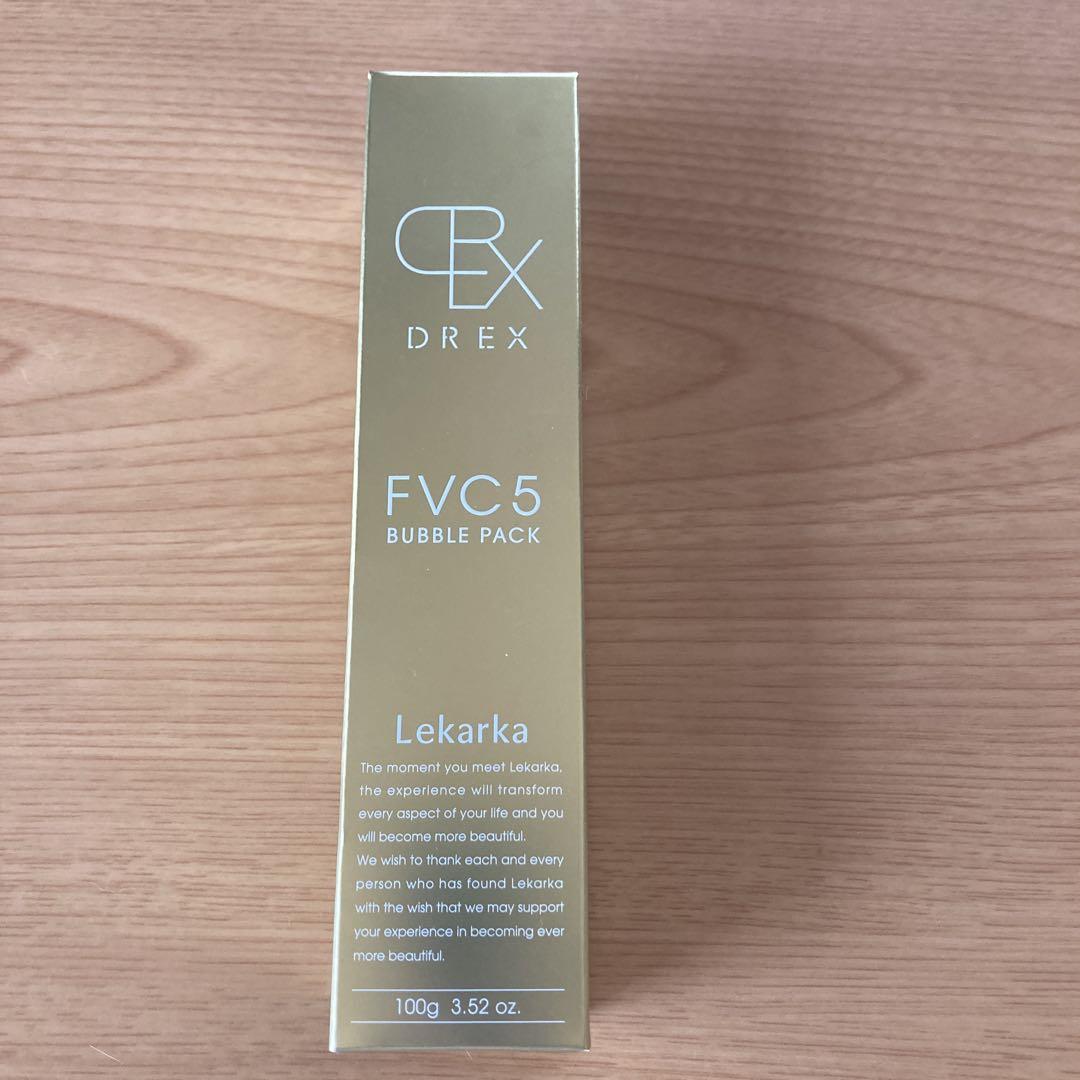 DREX
DREX
FVC5
BUBBLE PACK
Lekarka
The moment you meet Lekarka,
the experience will transform
every aspect of your life and you
will become more beautiful.
We wish to thank each and every
person who has found Lekarka
with the wish that we may support
your experience in becoming ever
more beautiful.
100g 3.52 oz.